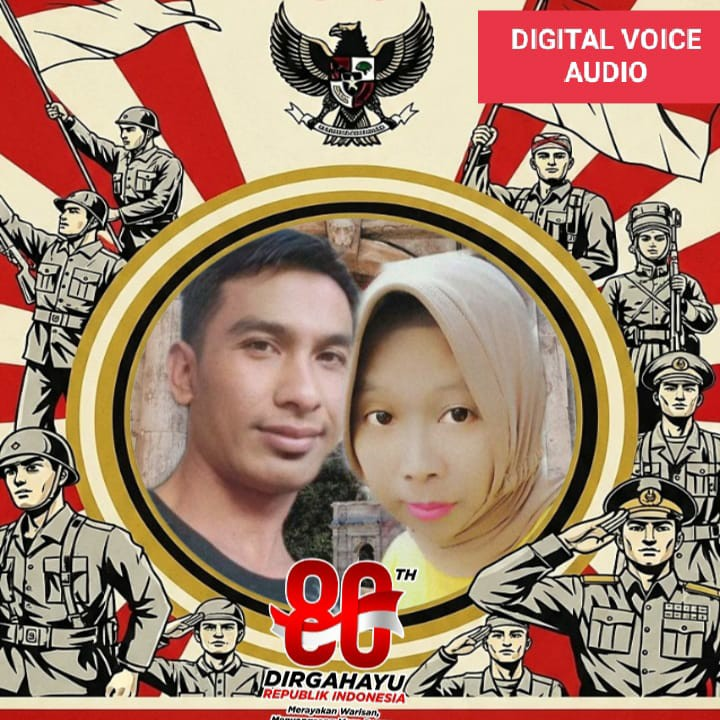 DIGITAL VOICE
AUDIO
80TH
DIRGAHAYU
REPUBLIK INDONESIA
Merayakan Warisan,